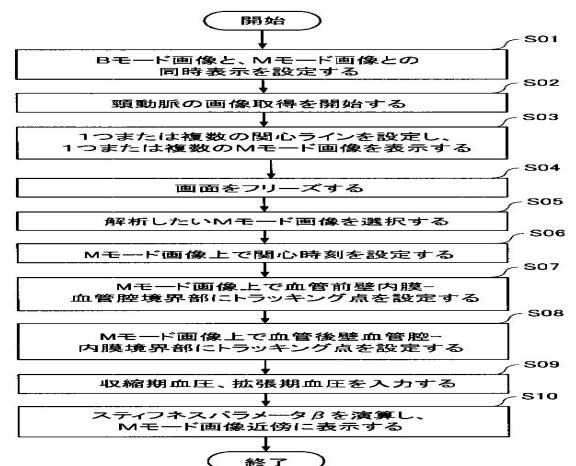 開始
S01
Bモード画像と、Mモード画像との
同時表示を設定する
S02
頸動脈の画像取得を開始する
S03
1つまたは複数の関心ラインを設定し、
1つまたは複数のMモード画像を表示する
S04
画面をフリーズする
S05
解析したいMモード画像を選択する
S06
Mモード画像上で関心時刻を設定する
S07
Mモード画像上で血管前壁内膜-
血管腔境界部にトラッキング点を設定する
S08
Mモード画像上で血管後壁血管腔-
内膜境界部にトラッキング点を設定する
S09
収縮期血圧、拡張期血圧を入力する
S10
スティフネスパラメータβを演算し、
Mモード画像近傍に表示する
終了